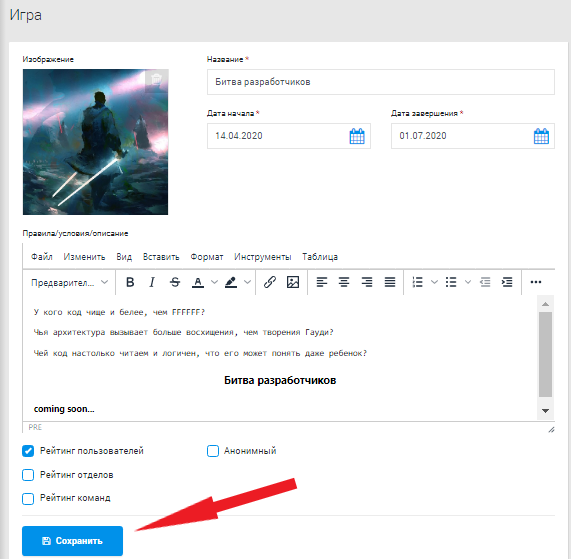 Игра
Изображение
Название *
Битва разработчиков
Дата начала *
Дата завершения *
14.04.2020
01.07.2020
Правила/условия/описание
Файл Изменить Вид Вставить Формат Инструменты Таблица
Предварител... B I S A
У кого код чище и белее, чем FFFFFF?
Чья архитектура вызывает больше восхищения, чем творения Гауди?
Чей код настолько читаем и логичен, что его может понять даже ребенок?
Битва разработчиков
coming soon...
PRE
Рейтинг пользователей
Анонимный
Рейтинг отделов
Рейтинг команд
Сохранить